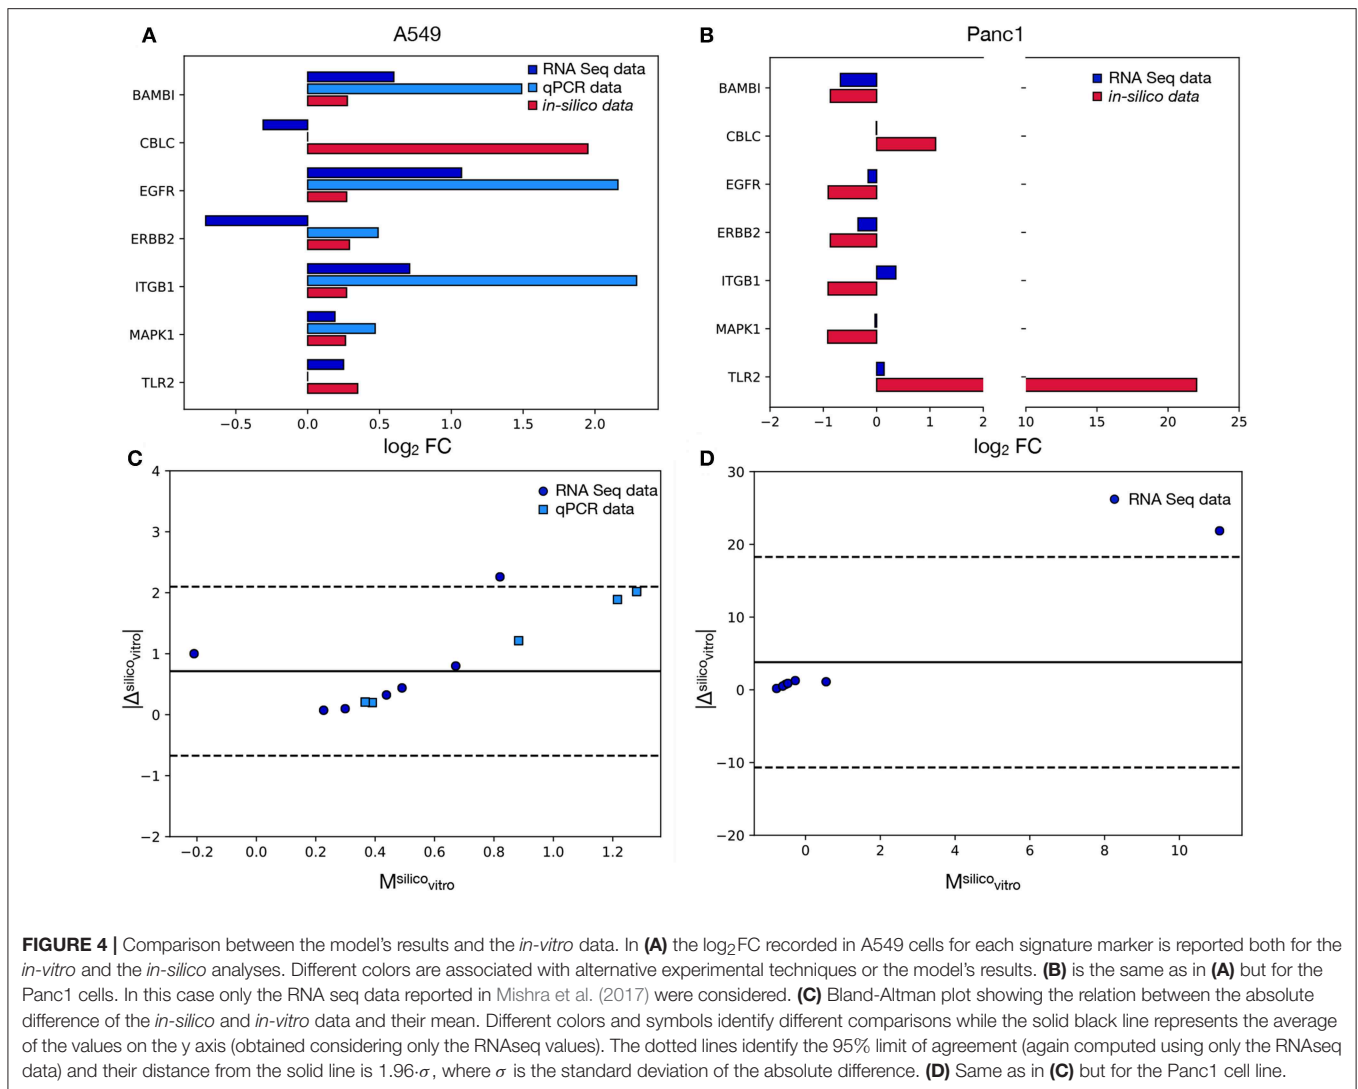 A
A549
RNA Seq data
qPCR data
in-silico data
BAMBI
CBLC
EGFR
ERBB2
ITGB1
MAPK1
TLR2
−0.5 0.0 0.5 1.0 1.5 2.0
log2 FC
B
Panc1
RNA Seq data
in-silico data
BAMBI
CBLC
EGFR
ERBB2
ITGB1
MAPK1
TLR2
−2 −1 0 1 2 10 15 20 25
log2 FC
C
RNA Seq data
qPCR data
4
3
2
1
0
−1
−2
|Δsilicovitro|
−0.2 0.0 0.2 0.4 0.6 0.8 1.0 1.2
Msilicovitro
D
RNA Seq data
30
20
10
0
−10
−20
|Δsilicovitro|
0 2 4 6 8 10
Msilicovitro
FIGURE 4 | Comparison between the model's results and the in-vitro data. In (A) the log2FC recorded in A549 cells for each signature marker is reported both for the
in-vitro and the in-silico analyses. Different colors are associated with alternative experimental techniques or the model's results. (B) is the same as in (A) but for the
Panc1 cells. In this case only the RNA seq data reported in Mishra et al. (2017) were considered. (C) Bland-Altman plot showing the relation between the absolute
difference of the in-silico and in-vitro data and their mean. Different colors and symbols identify different comparisons while the solid black line represents the average
of the values on the y axis (obtained considering only the RNAseq values). The dotted lines identify the 95% limit of agreement (again computed using only the RNAseq
data) and their distance from the solid line is 1.96·σ, where σ is the standard deviation of the absolute difference. (D) Same as in (C) but for the Panc1 cell line.